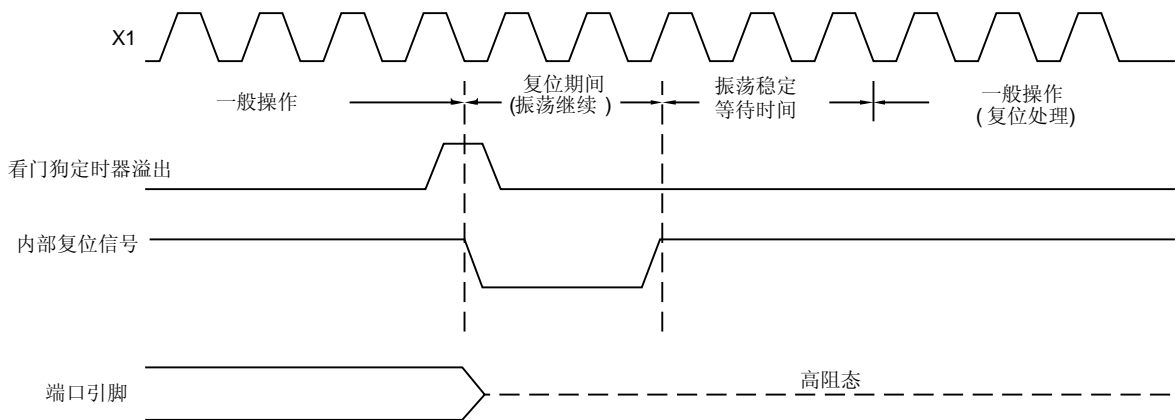 X1
一般操作
复位期间
(振荡继续 )
振荡稳定
等待时间
一般操作
( 复位处理)
看门狗定时器溢出
内部复位信号
端口引脚
高阻态